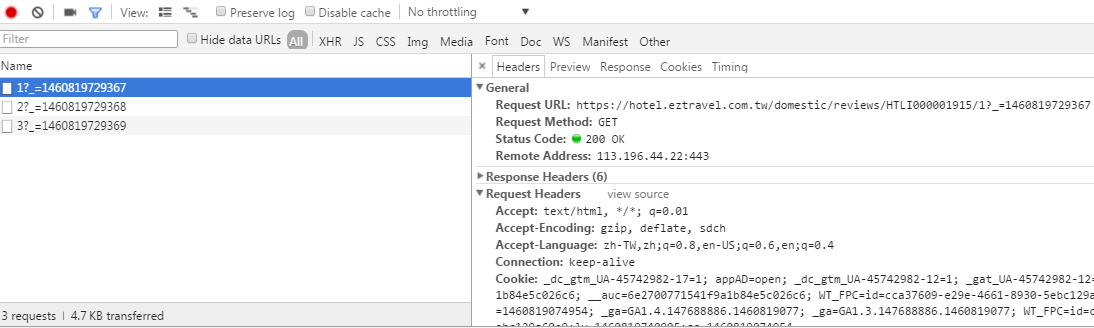 View: Preserve log Disable cache No throttling
Filter Hide data URLs All XHR JS CSS Img Media Font Doc WS Manifest Other
Name
1?_=1460819729367
2?_=1460819729368
3?_=1460819729369
3 requests | 4.7 KB transferred
× Headers Preview Response Cookies Timing
General
Request URL: https://hotel.eztravel.com.tw/domestic/reviews/HTLI000001915/1?_=1460819729367
Request Method: GET
Status Code: 200 OK
Remote Address: 113.196.44.22:443
Response Headers (6)
Request Headers view source
Accept: text/html, */*; q=0.01
Accept-Encoding: gzip, deflate, sdch
Accept-Language: zh-TW,zh;q=0.8,en-US;q=0.6,en;q=0.4
Connection: keep-alive
Cookie: _dc_gtm_UA-45742982-17=1; appAD=open; _dc_gtm_UA-45742982-12=1; _gat_UA-45742982-12=
1b84e5c026c6; __auc=6e2700771541f9a1b84e5c026c6; WT_FPC=id=cca37609-e29e-4661-8930-5ebc129a
=1460819074954; _ga=GA1.4.147688886.1460819077; _ga=GA1.3.147688886.1460819077; WT_FPC=id=c